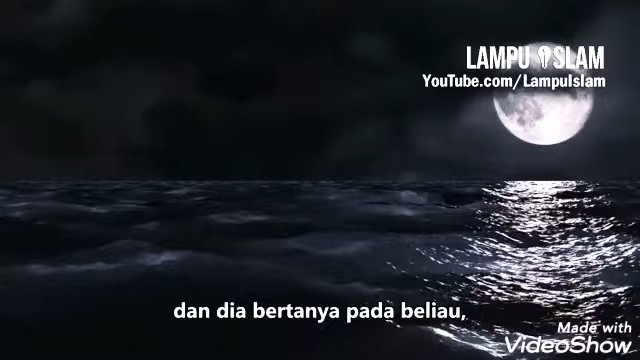 LAMPU ISLAM
YouTube.com/LampuIslam
dan dia bertanya pada beliau,
Made with
VideoShow